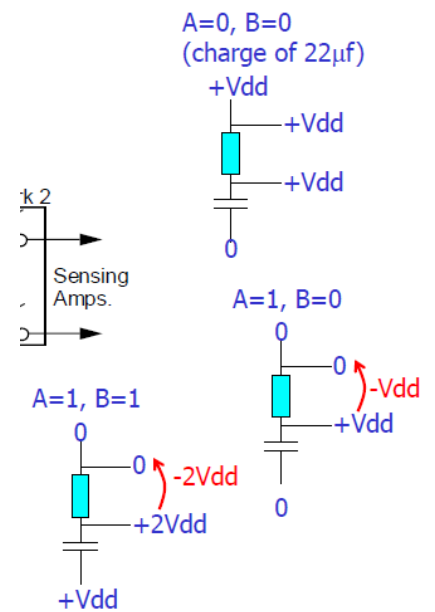 A=0, B=0
(charge of 22μf)
+Vdd
+Vdd
+Vdd
0
rk 2
Sensing
Amps.
A=1, B=0
0
0
-Vdd
+Vdd
0
A=1, B=1
0
0
-2Vdd
+2Vdd
+Vdd